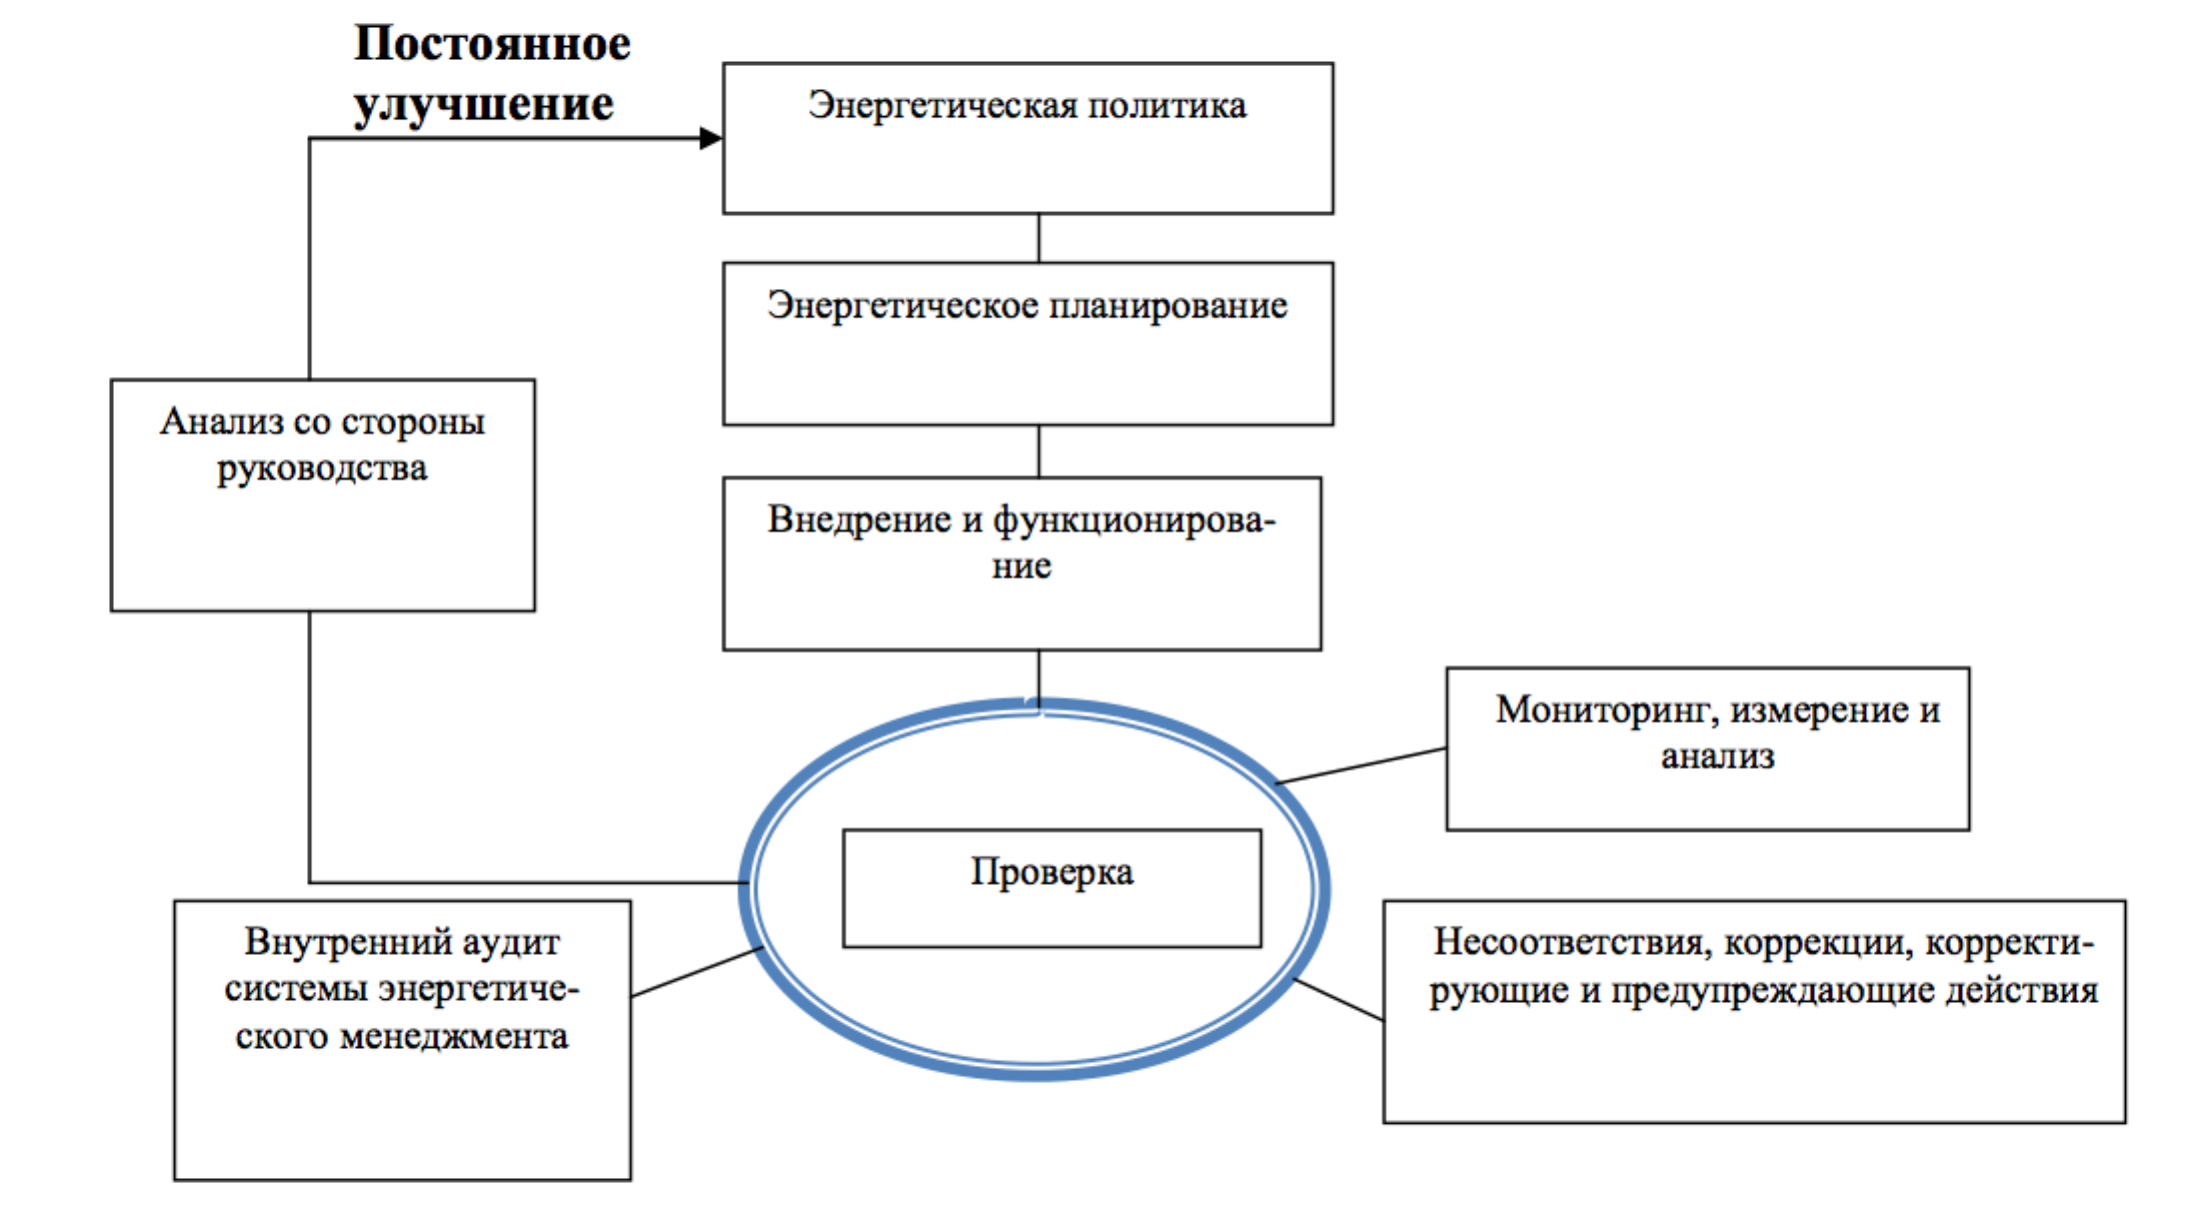 Постоянное
улучшение
Энергетическая политика
Энергетическое планирование
Анализ со стороны
руководства
Внедрение и функционирова-
ние
Мониторинг, измерение и
анализ
Проверка
Внутренний аудит
системы энергетиче-
ского менеджмента
Несоответствия, коррекции, корректи-
рующие и предупреждающие действия